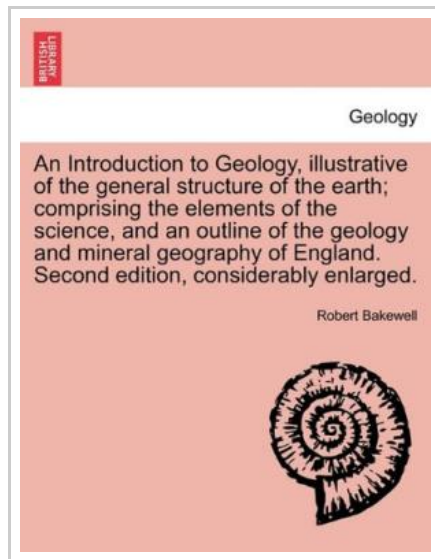 BRITISH
LIBRARY
Geology
An Introduction to Geology, illustrative
of the general structure of the earth;
comprising the elements of the
science, and an outline of the geology
and mineral geography of England.
Second edition, considerably enlarged.
Robert Bakewell